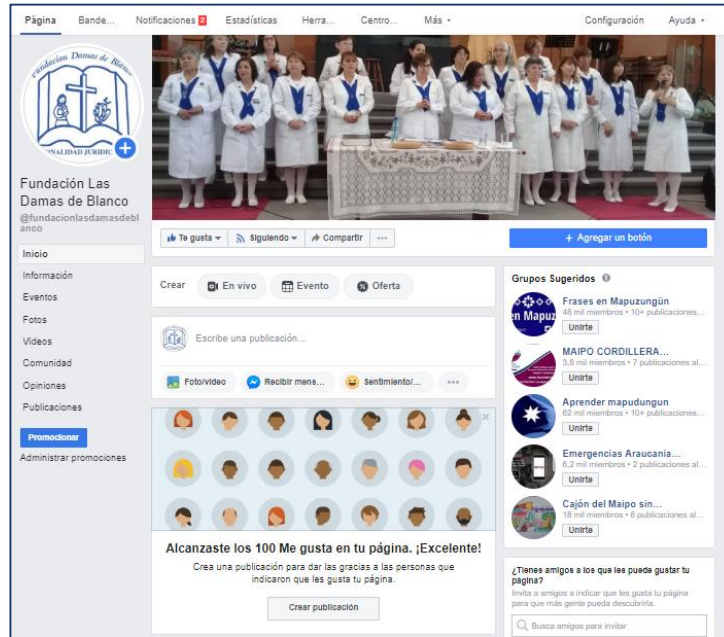 Página Bande... Notificaciones 2 Estadísticas Herra... Centro... Más Configuración Ayuda
Fundacion Damas de Blanco
Fundación Las
Damas de Blanco
@fundacionlasdamasdebl
anco
Inicio
Información
Eventos
Fotos
Videos
Comunidad
Opiniones
Publicaciones
Promocionar
Administrar promociones
Te gusta Siguiendo Compartir ...
+ Agregar un botón
Crear En vivo Evento Oferta
Escribe una publicación...
Foto/video Recibir mens... Sentimiento/... ...
Alcanzaste los 100 Me gusta en tu página. ¡Excelente!
Crea una publicación para dar las gracias a las personas que
indicaron que les gusta tu página.
Crear publicación
Grupos Sugeridos
Frases en Mapuzungün
48 mil miembros • 10+ publicaciones...
Unirte
MAIPO CORDILLERA...
3,8 mil miembros • 7 publicaciones al...
Unirte
Aprender mapudungun
62 mil miembros • 10+ publicaciones...
Unirte
Emergencias Araucania...
6,2 mil miembros • 2 publicaciones al...
Unirte
Cajón del Maipo sin...
18 mil miembros • 6 publicaciones al...
Unirte
¿Tienes amigos a los que les puede gustar tu
página?
Invita a amigos a indicar que les gusta tu página
para que más gente pueda descubrirla.
Busca amigos para invitar